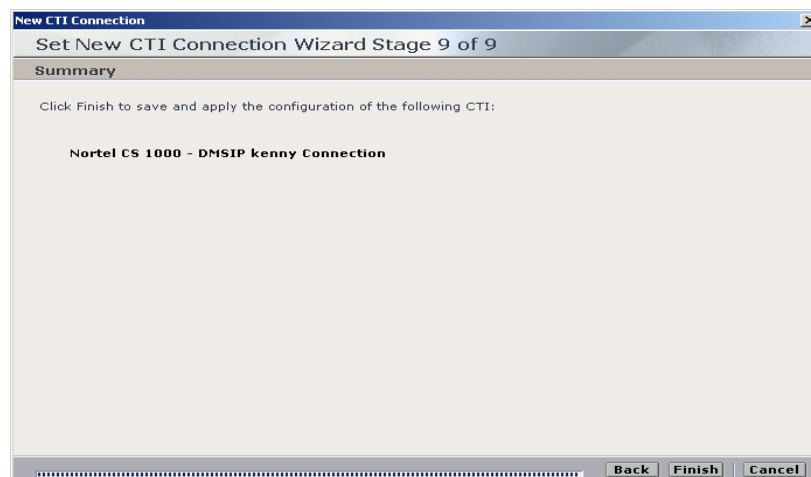 New CTI Connection
Set New CTI Connection Wizard Stage 9 of 9
Summary
Click Finish to save and apply the configuration of the following CTI:
Nortel CS 1000 - DMSIP kenny Connection
Back Finish Cancel